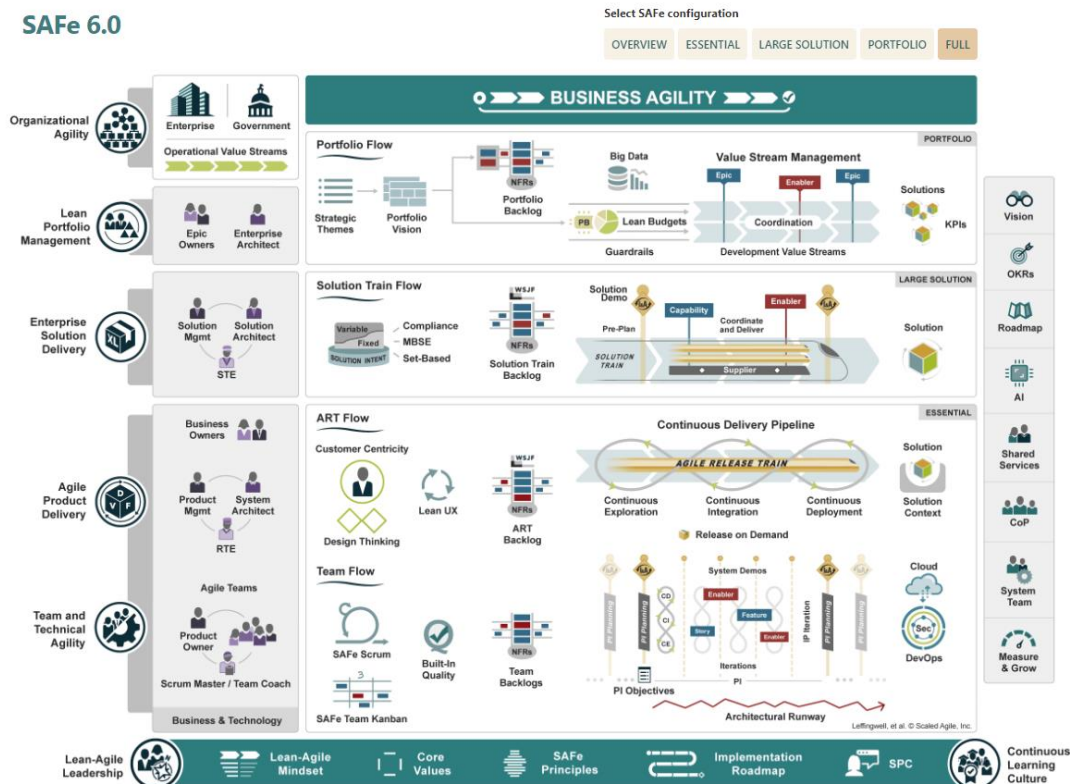 SAFe 6.0
Select SAFe configuration
OVERVIEW
ESSENTIAL
LARGE SOLUTION
PORTFOLIO
FULL
Organizational
Agility
Enterprise
Government
Operational Value Streams
BUSINESS AGILITY
Lean
Portfolio
Management
Epic
Owners
Enterprise
Architect
Portfolio Flow
PORTFOLIO
Strategic
Themes
Portfolio
Vision
NFRs
Portfolio
Backlog
Big Data
PB
Lean Budgets
Guardrails
Value Stream Management
Epic
Enabler
Epic
Coordination
Development Value Streams
Solutions
KPIs
Enterprise
Solution
Delivery
XL
Solution
Mgmt
Solution
Architect
STE
Solution Train Flow
LARGE SOLUTION
Variable
Fixed
SOLUTION INTENT
Compliance
MBSE
Set-Based
WSJF
NFRs
Solution Train
Backlog
Solution
Demo
Pre-Plan
Capability
Coordinate
and Deliver
Enabler
I&A
I&A
SOLUTION
TRAIN
Supplier
Solution
Agile
Product
Delivery
D
V
F
Business
Owners
Product
Mgmt
System
Architect
RTE
ART Flow
ESSENTIAL
Customer Centricity
Design Thinking
Lean UX
WSJF
NFRs
ART
Backlog
Continuous Delivery Pipeline
AGILE RELEASE TRAIN
Continuous
Exploration
Continuous
Integration
Continuous
Deployment
Release on Demand
Solution
Solution
Context
Team and
Technical
Agility
Agile Teams
Product
Owner
Scrum Master / Team Coach
Business & Technology
Team Flow
SAFe Scrum
3
SAFe Team Kanban
Built-In
Quality
NFRs
Team
Backlogs
I&A
I&A
System Demos
I&A
I&A
PI Planning
PI Planning
CD
CI
CE
Enabler
Story
Feature
Enabler
IP Iteration
PI Planning
PI Planning
Iterations
PI
PI Objectives
Architectural Runway
Cloud
Sec
DevOps
Leffingwell, et al. © Scaled Agile, Inc.
Vision
OKRs
Roadmap
AI
Shared
Services
CoP
System
Team
Measure
& Grow
Lean-Agile
Leadership
Lean-Agile
Mindset
Core
Values
SAFe
Principles
Implementation
Roadmap
SPC
Continuous
Learning
Culture